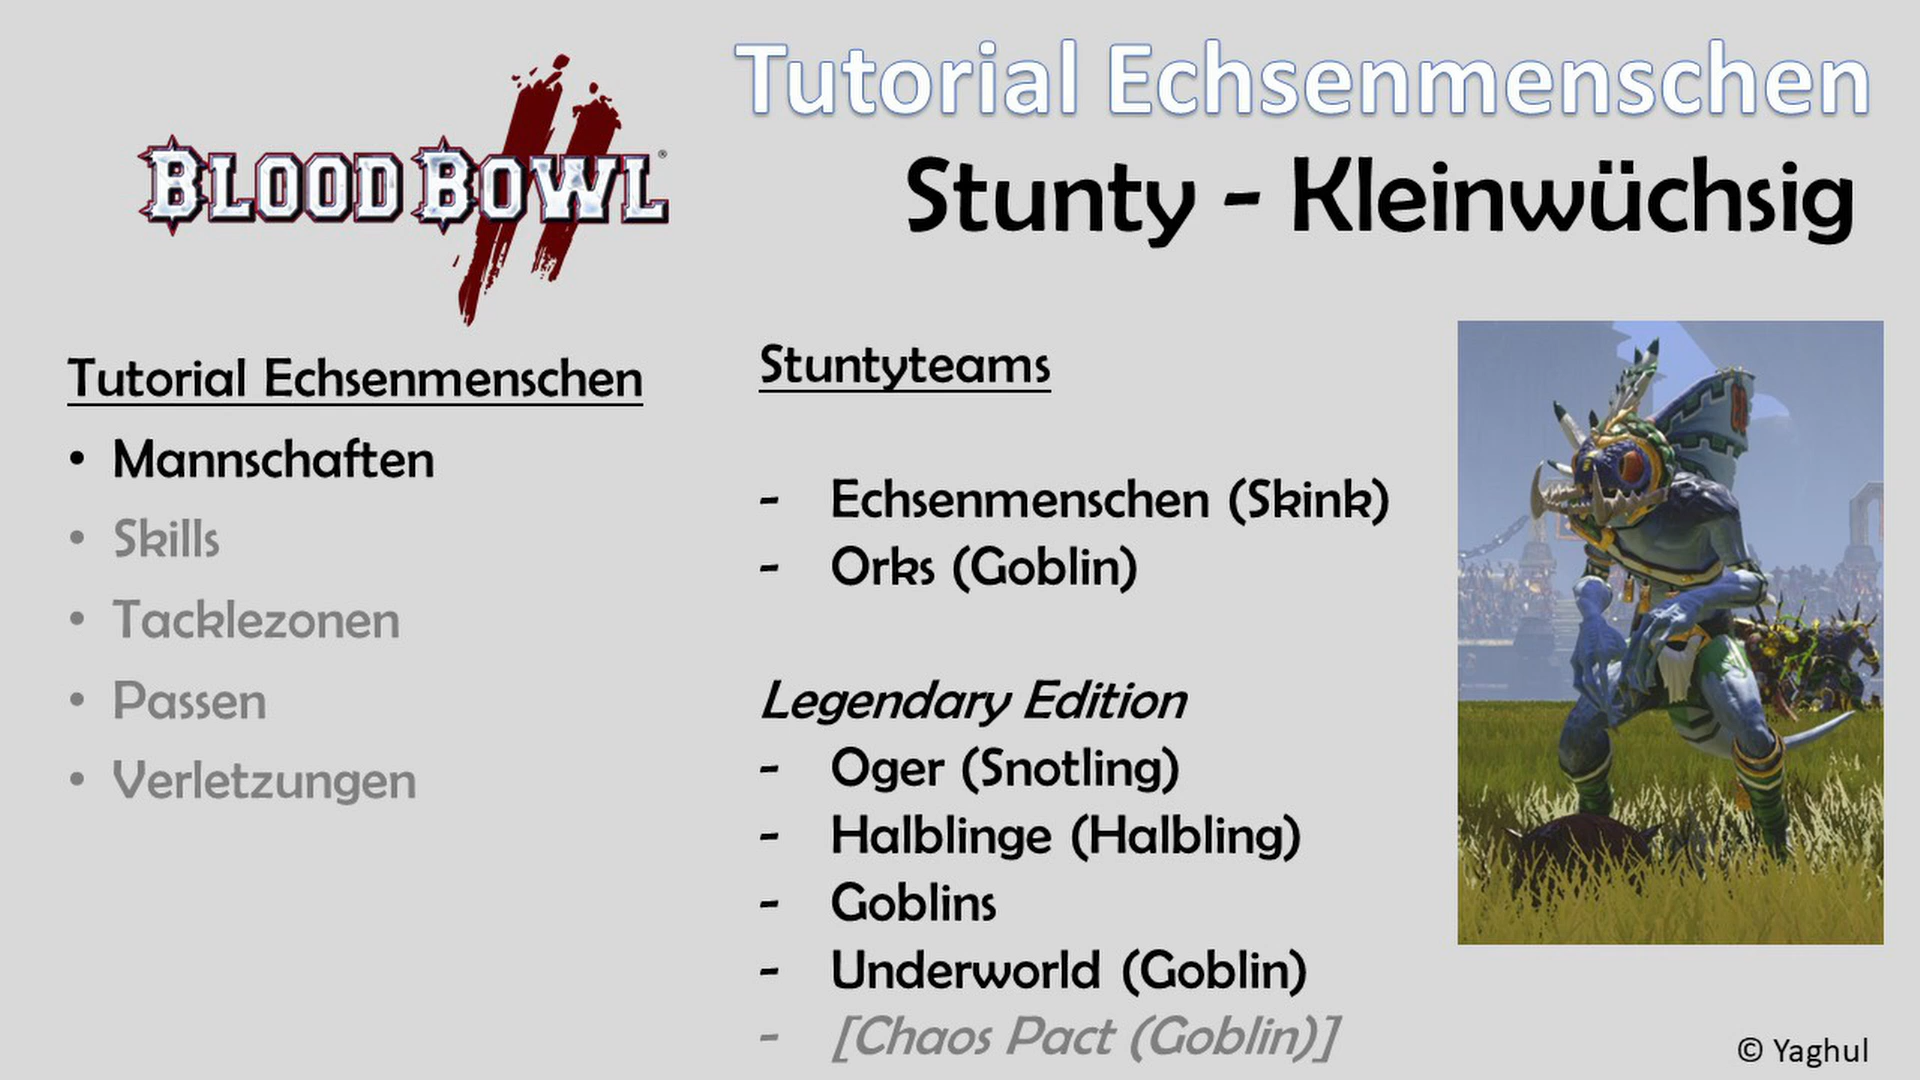 BLOOD BOWL II ®
Tutorial Echsenmenschen
Stunty - Kleinwüchsig
Tutorial Echsenmenschen
• Mannschaften
• Skills
• Tacklezonen
• Passen
• Verletzungen
Stuntyteams
- Echsenmenschen (Skink)
- Orks (Goblin)
Legendary Edition
- Oger (Snotling)
- Halblinge (Halbling)
- Goblins
- Underworld (Goblin)
- [Chaos Pact (Goblin)]
© Yaghul